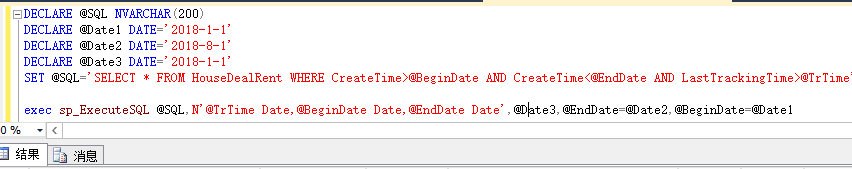 DECLARE @SQL NVARCHAR(200)
DECLARE @Date1 DATE='2018-1-1'
DECLARE @Date2 DATE='2018-8-1'
DECLARE @Date3 DATE='2018-1-1'
SET @SQL='SELECT * FROM HouseDealRent WHERE CreateTime>@BeginDate AND CreateTime<@EndDate AND LastTrackingTime>@TrTime'
exec sp_ExecuteSQL @SQL,N'@TrTime Date,@BeginDate Date,@EndDate Date',@Date3,@EndDate=@Date2,@BeginDate=@Date1
0 %
结果 消息